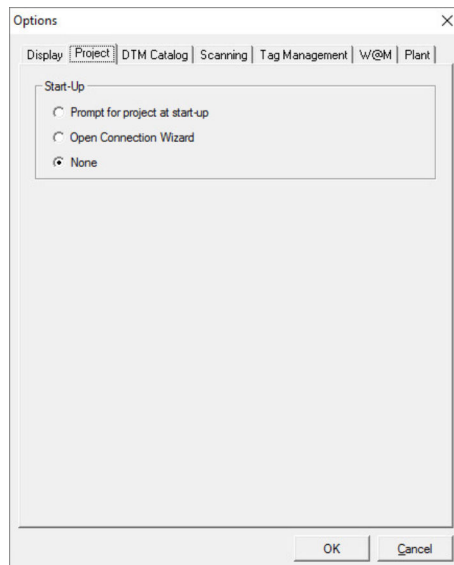 Options
Display Project DTM Catalog Scanning Tag Management W@M Plant
Start-Up
Prompt for project at start-up
Open Connection Wizard
None
OK Cancel